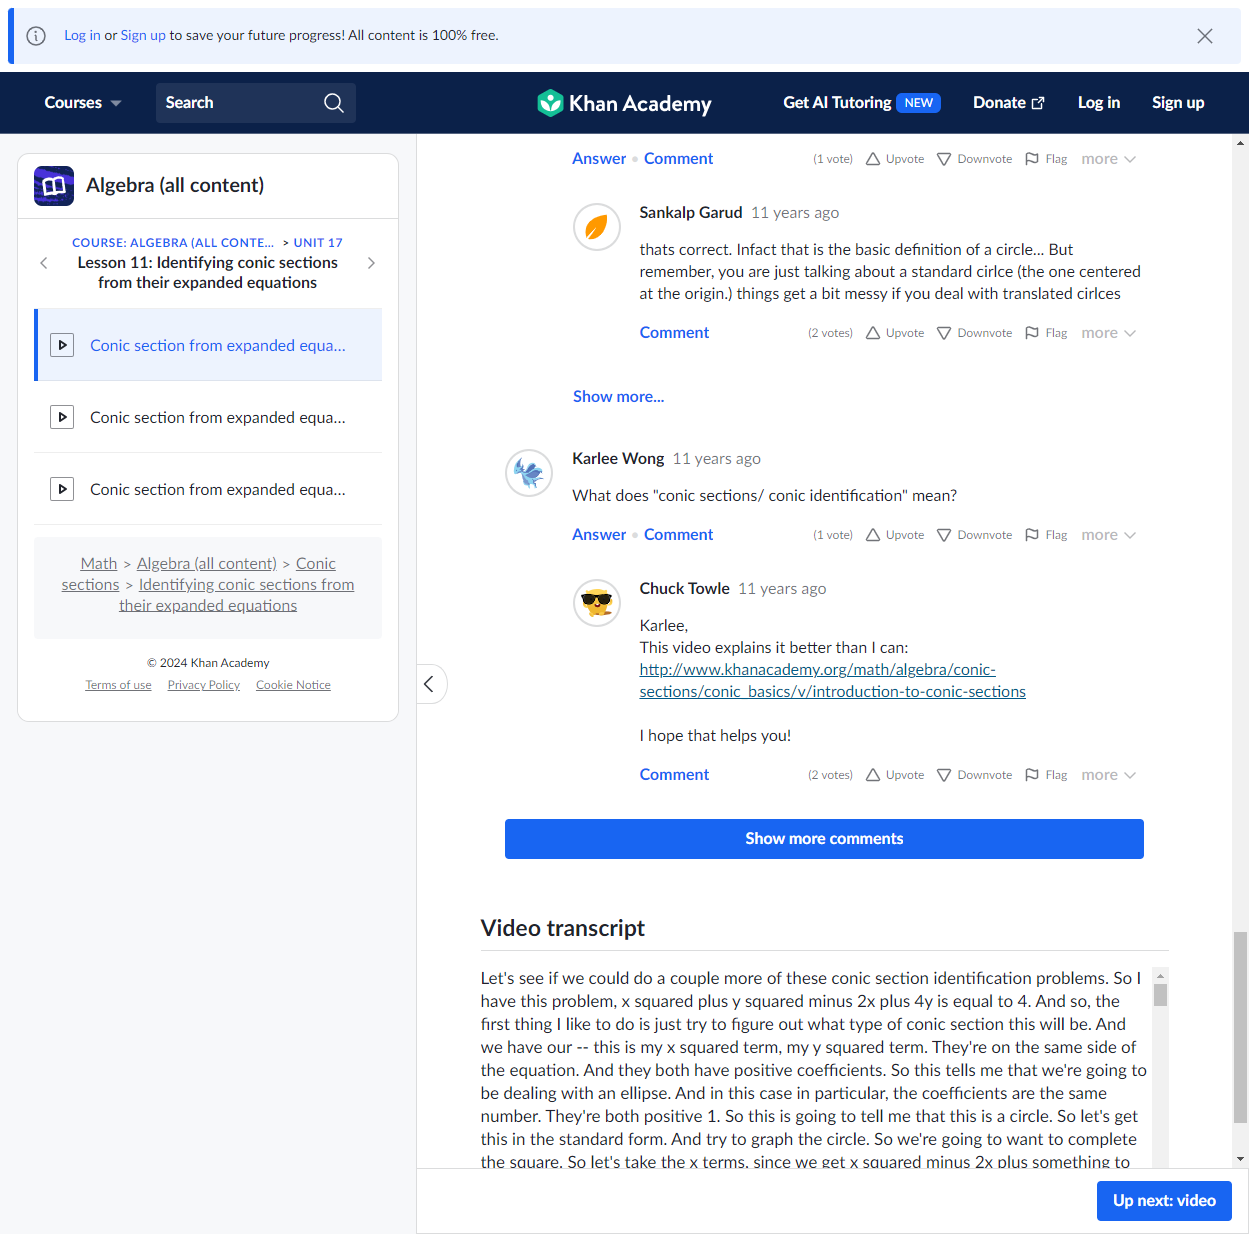 Log in or Sign up to save your future progress! All content is 100% free.
Courses
Search
Khan Academy
Get AI Tutoring NEW
Donate
Log in
Sign up
Algebra (all content)
COURSE: ALGEBRA (ALL CONTE... > UNIT 17
Lesson 11: Identifying conic sections
from their expanded equations
Conic section from expanded equa...
Conic section from expanded equa...
Conic section from expanded equa...
Math > Algebra (all content) > Conic
sections > Identifying conic sections from
their expanded equations
© 2024 Khan Academy
Terms of use Privacy Policy Cookie Notice
Answer • Comment (1 vote) Upvote Downvote Flag more
Sankalp Garud 11 years ago
thats correct. Infact that is the basic definition of a circle... But
remember, you are just talking about a standard cirlce (the one centered
at the origin.) things get a bit messy if you deal with translated cirlces
Comment (2 votes) Upvote Downvote Flag more
Show more...
Karlee Wong 11 years ago
What does "conic sections/ conic identification" mean?
Answer • Comment (1 vote) Upvote Downvote Flag more
Chuck Towle 11 years ago
Karlee,
This video explains it better than I can:
http://www.khanacademy.org/math/algebra/conic-
sections/conic_basics/v/introduction-to-conic-sections
I hope that helps you!
Comment (2 votes) Upvote Downvote Flag more
Show more comments
Video transcript
Let's see if we could do a couple more of these conic section identification problems. So I
have this problem, x squared plus y squared minus 2x plus 4y is equal to 4. And so, the
first thing I like to do is just try to figure out what type of conic section this will be. And
we have our -- this is my x squared term, my y squared term. They're on the same side of
the equation. And they both have positive coefficients. So this tells me that we're going to
be dealing with an ellipse. And in this case in particular, the coefficients are the same
number. They're both positive 1. So this is going to tell me that this is a circle. So let's get
this in the standard form. And try to graph the circle. So we're going to want to complete
the square. So let's take the x terms, since we get x squared minus 2x plus something to
Up next: video